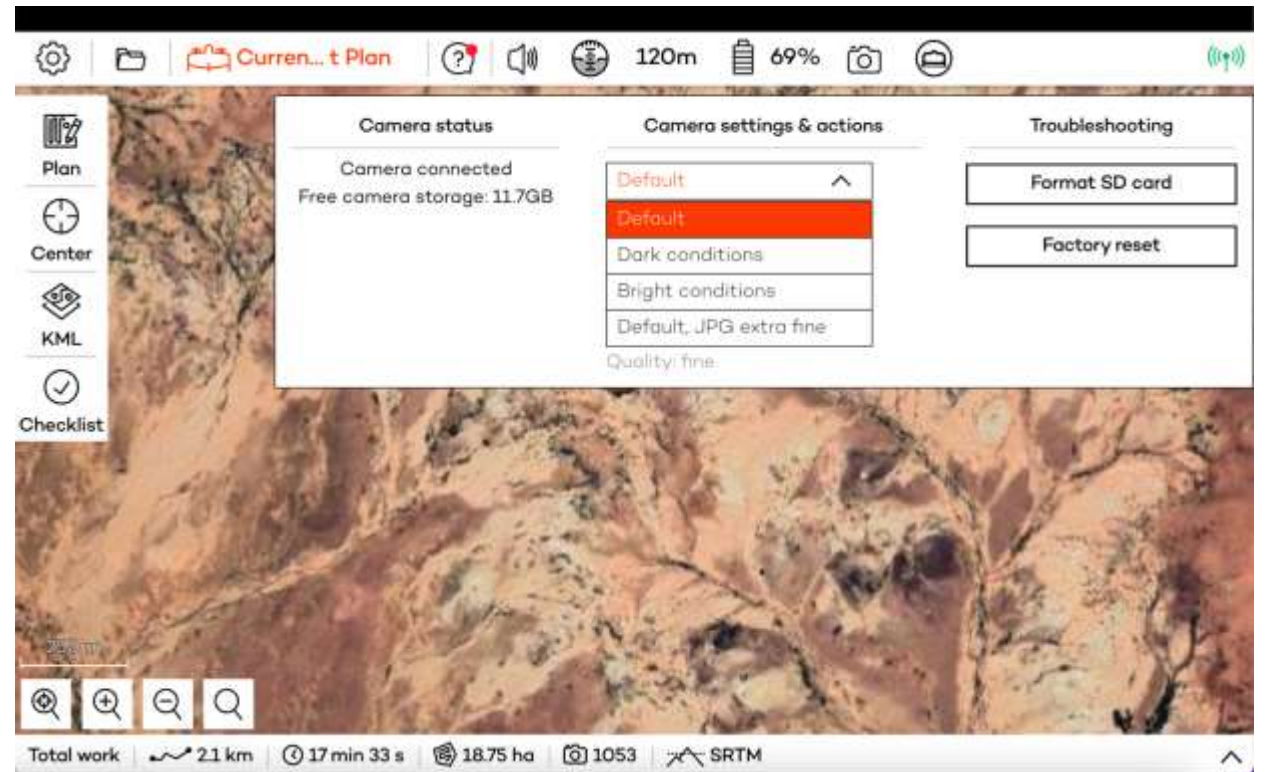 Curren... t Plan
120m
69%
Plan
Center
KML
Checklist
Camera status
Camera connected
Free camera storage: 11.7GB
Camera settings & actions
Default
Default
Dark conditions
Bright conditions
Default, JPG extra fine
Quality: fine
Troubleshooting
Format SD card
Factory reset
Total work
2.1 km
17 min 33 s
18.75 ha
1053
SRTM